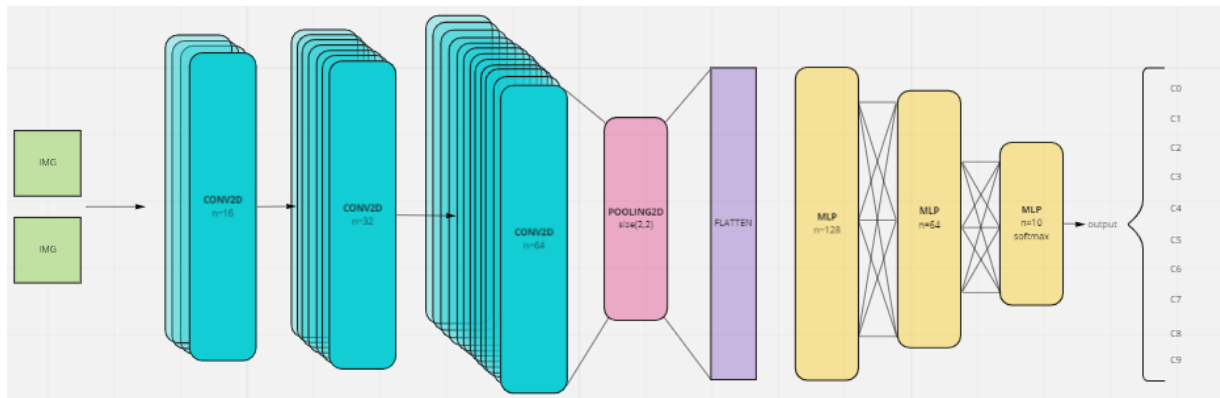 IMG
IMG
CONV2D
n=16
CONV2D
n=32
CONV2D
n=64
POOLING2D
size(2,2)
FLATTEN
MLP
n=128
MLP
n=64
MLP
n=10
softmax
output
C0
C1
C2
C3
C4
C5
C6
C7
C8
C9